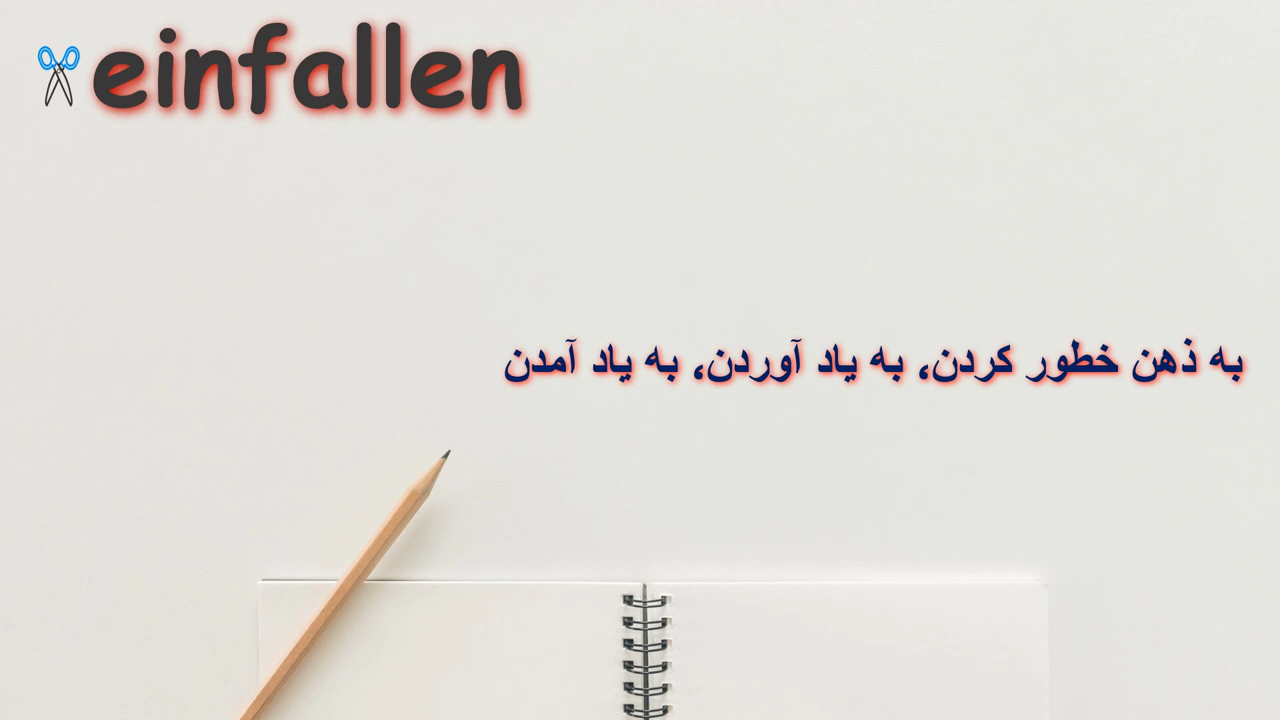 einfallen
به ذهن خطور کردن، به یاد آوردن، به یاد آمدن